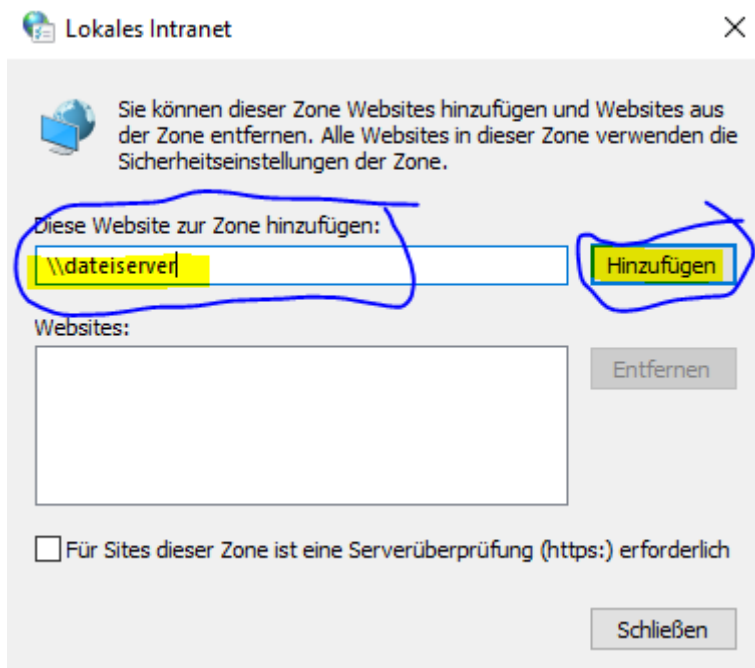 Lokales Intranet
Sie können dieser Zone Websites hinzufügen und Websites aus
der Zone entfernen. Alle Websites in dieser Zone verwenden die
Sicherheitseinstellungen der Zone.
Diese Website zur Zone hinzufügen:
\\dateiserver
Hinzufügen
Websites:
Entfernen
Für Sites dieser Zone ist eine Serverüberprüfung (https:) erforderlich
Schließen